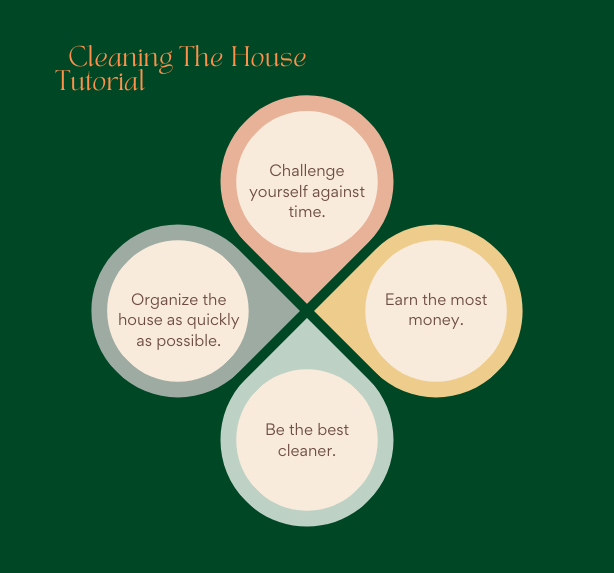 Cleaning The House
Tutorial
Challenge
yourself against
time.
Organize the
house as quickly
as possible.
Earn the most
money.
Be the best
cleaner.